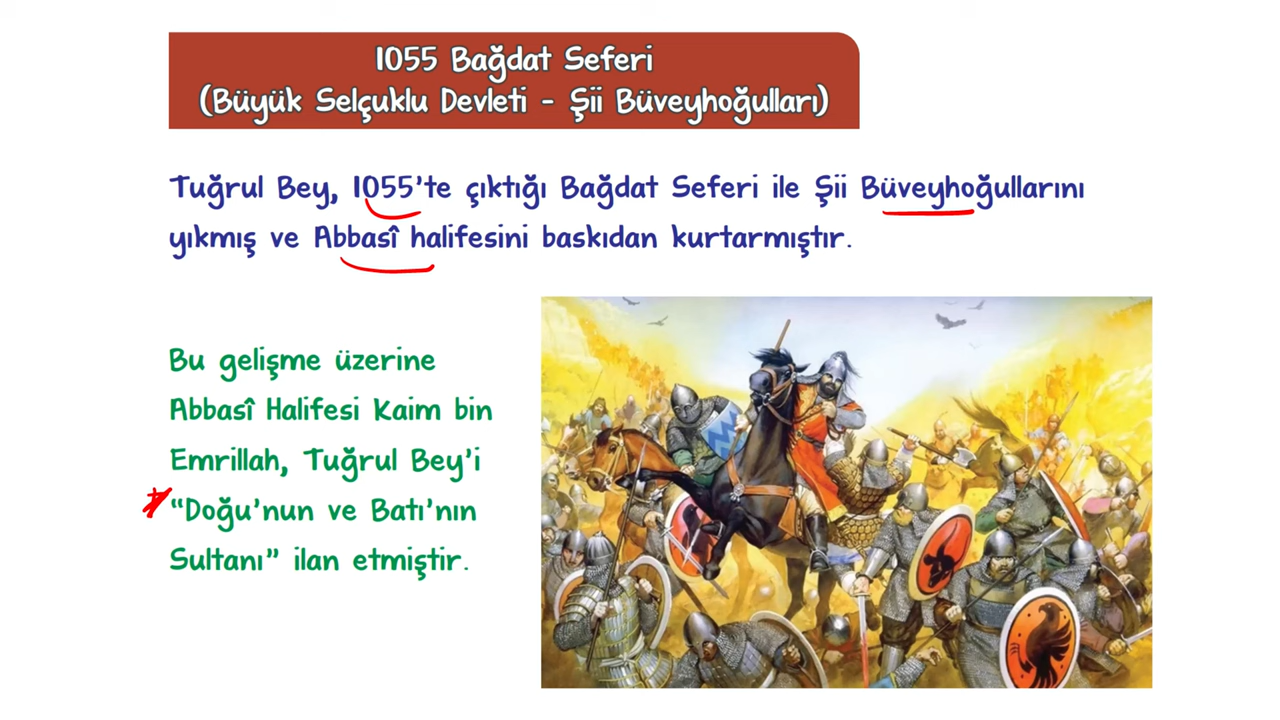 1055 Bağdat Seferi
(Büyük Selçuklu Devleti - Şii Büveyhoğulları)
Tuğrul Bey, 1055'te çıktığı Bağdat Seferi ile Şii Büveyhoğullarını
yıkmış ve Abbasî halifesini baskıdan kurtarmıştır.
Bu gelişme üzerine
Abbasî Halifesi Kaim bin
Emrillah, Tuğrul Bey'i
“Doğu'nun ve Batı'nın
Sultanı” ilan etmiştir.